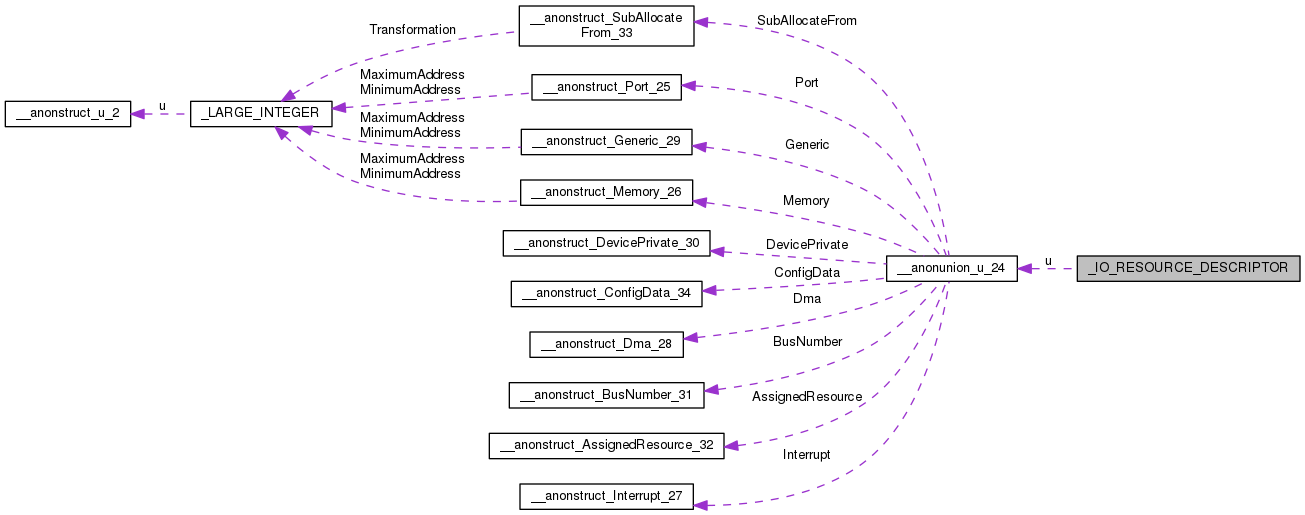 __anonstruct_SubAllocate
From_33
SubAllocateFrom
Transformation
MaximumAddress
MinimumAddress
__anonstruct_Port_25
Port
__anonstruct_u_2
u
_LARGE_INTEGER
MaximumAddress
MinimumAddress
__anonstruct_Generic_29
Generic
MaximumAddress
MinimumAddress
__anonstruct_Memory_26
Memory
__anonstruct_DevicePrivate_30
DevicePrivate
__anonunion_u_24
u
_IO_RESOURCE_DESCRIPTOR
__anonstruct_ConfigData_34
ConfigData
Dma
__anonstruct_Dma_28
BusNumber
__anonstruct_BusNumber_31
AssignedResource
__anonstruct_AssignedResource_32
Interrupt
__anonstruct_Interrupt_27